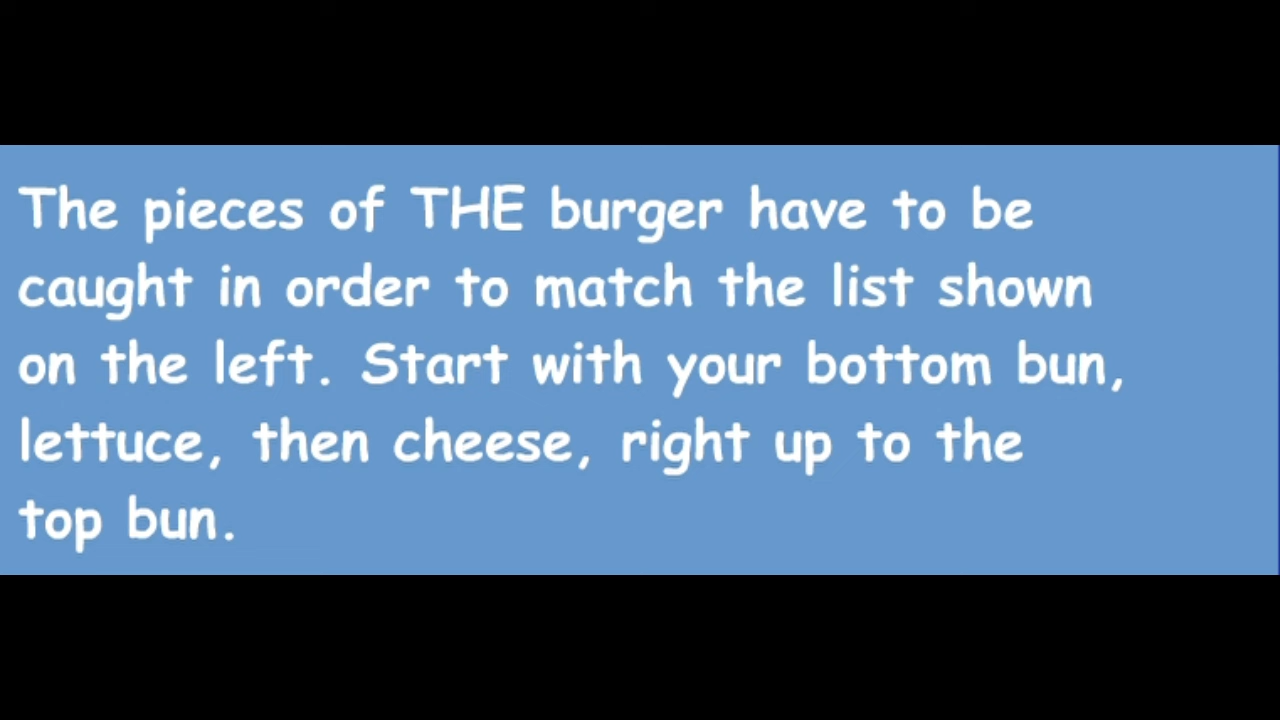 The pieces of THE burger have to be
caught in order to match the list shown
on the left. Start with your bottom bun,
lettuce, then cheese, right up to the
top bun.